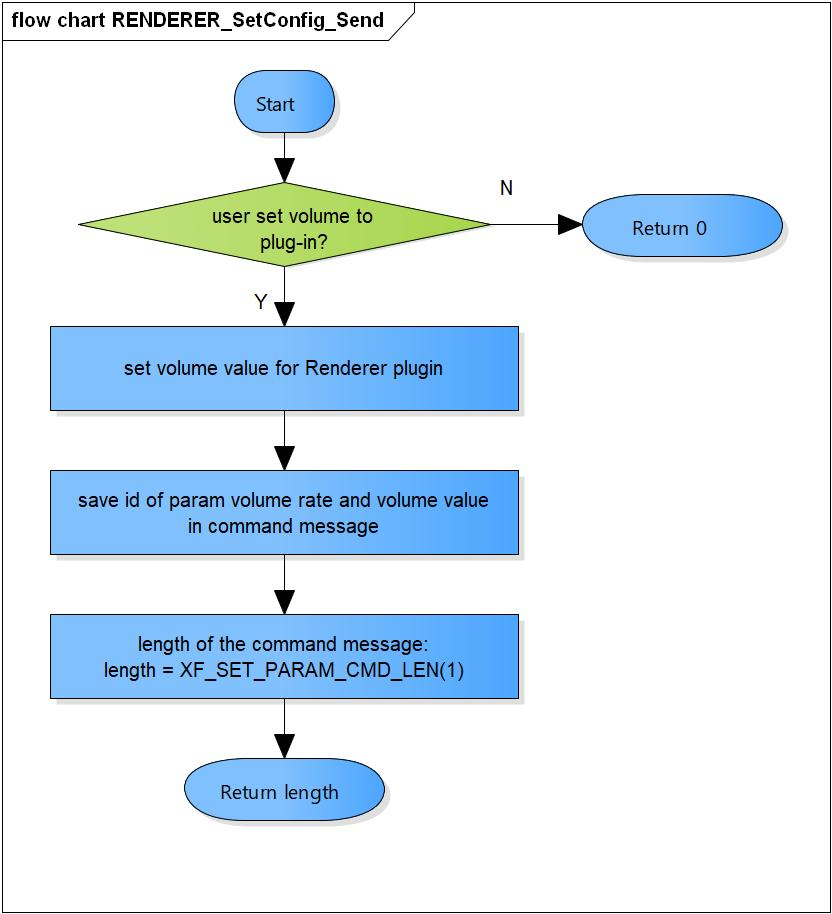 flow chart RENDERER_SetConfig_Send
Start
user set volume to
plug-in?
N
Return 0
Y
set volume value for Renderer plugin
save id of param volume rate and volume value
in command message
length of the command message:
length = XF_SET_PARAM_CMD_LEN(1)
Return length